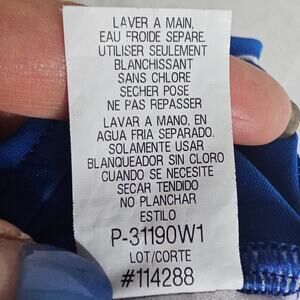 LAVER A MAIN,
EAU FROIDE SEPARE.
UTILISER SEULEMENT
BLANCHISSANT
SANS CHLORE
SECHER POSE
NE PAS REPASSER
LAVAR A MANO, EN
AGUA FRIA SEPARADO.
SOLAMENTE USAR
BLANQUEADOR SIN CLORO
CUANDO SE NECESITE
SECAR TENDIDO
NO PLANCHAR
ESTILO
P-31190W1
LOT/CORTE
#114288